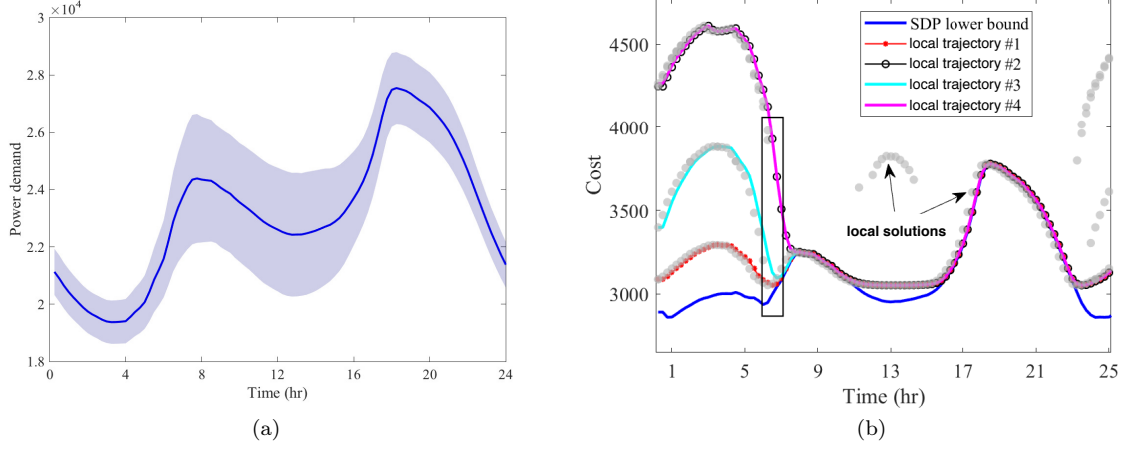 3 ×10⁴
2.8
2.6
2.4
2.2
2
1.8
Power demand
0 4 8 12 16 20 24
Time (hr)
(a)
4500
4000
3500
3000
Cost
SDP lower bound
local trajectory #1
local trajectory #2
local trajectory #3
local trajectory #4
local solutions
1 5 9 13 17 21 25
Time (hr)
(b)